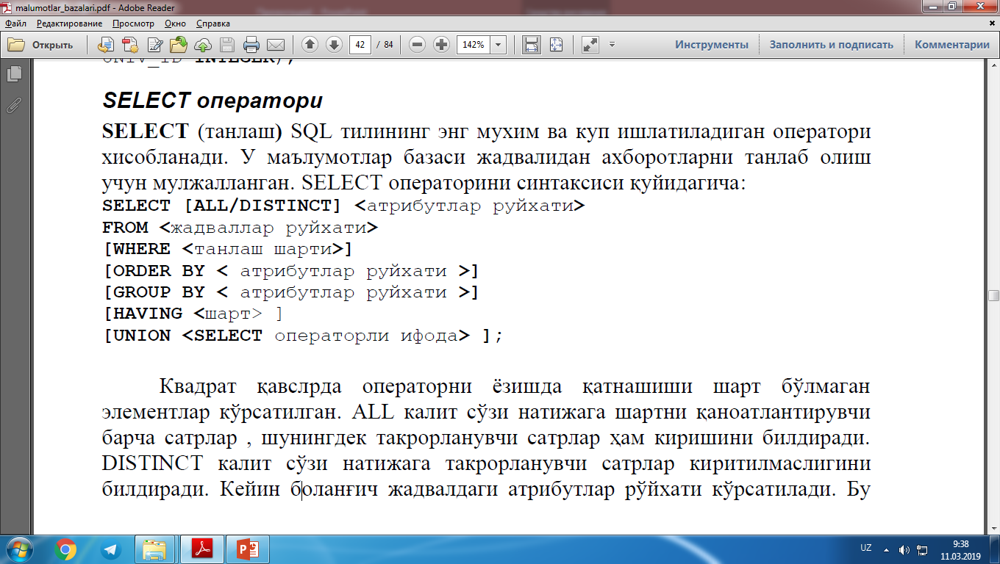 malumotlar_bazalari.pdf - Adobe Reader
Файл Редактирование Просмотр Окно Справка
Открыть 42 / 84 142% Инструменты Заполнить и подписать Комментарии
SELECT оператори
SELECT (танлаш) SQL тилининг энг мухим ва куп ишлатиладиган оператори
хисобланади. У маълумотлар базаси жадвалидан ахборотларни танлаб олиш
учун мулжалланган. SELECT операторини синтаксиси қуйидагича:
SELECT [ALL/DISTINCT] <атрибутлар руйхати>
FROM <жадваллар руйхати>
[WHERE <танлаш шарти>]
[ORDER BY < атрибутлар руйхати >]
[GROUP BY < атрибутлар руйхати >]
[HAVING <шарт> ]
[UNION <SELECT операторли ифода> ];
Квадрат қавслрда операторни ёзишда қатнашиши шарт бўлмаган
элементлар кўрсатилган. ALL калит сўзи натижага шартни қаноатлантирувчи
барча сатрлар , шунингдек такрорланувчи сатрлар ҳам киришини билдиради.
DISTINCT калит сўзи натижага такрорланувчи сатрлар киритилмаслигини
билдиради. Кейин боланғич жадвалдаги атрибутлар рўйхати кўрсатилади. Бу
UZ 9:38
11.03.2019